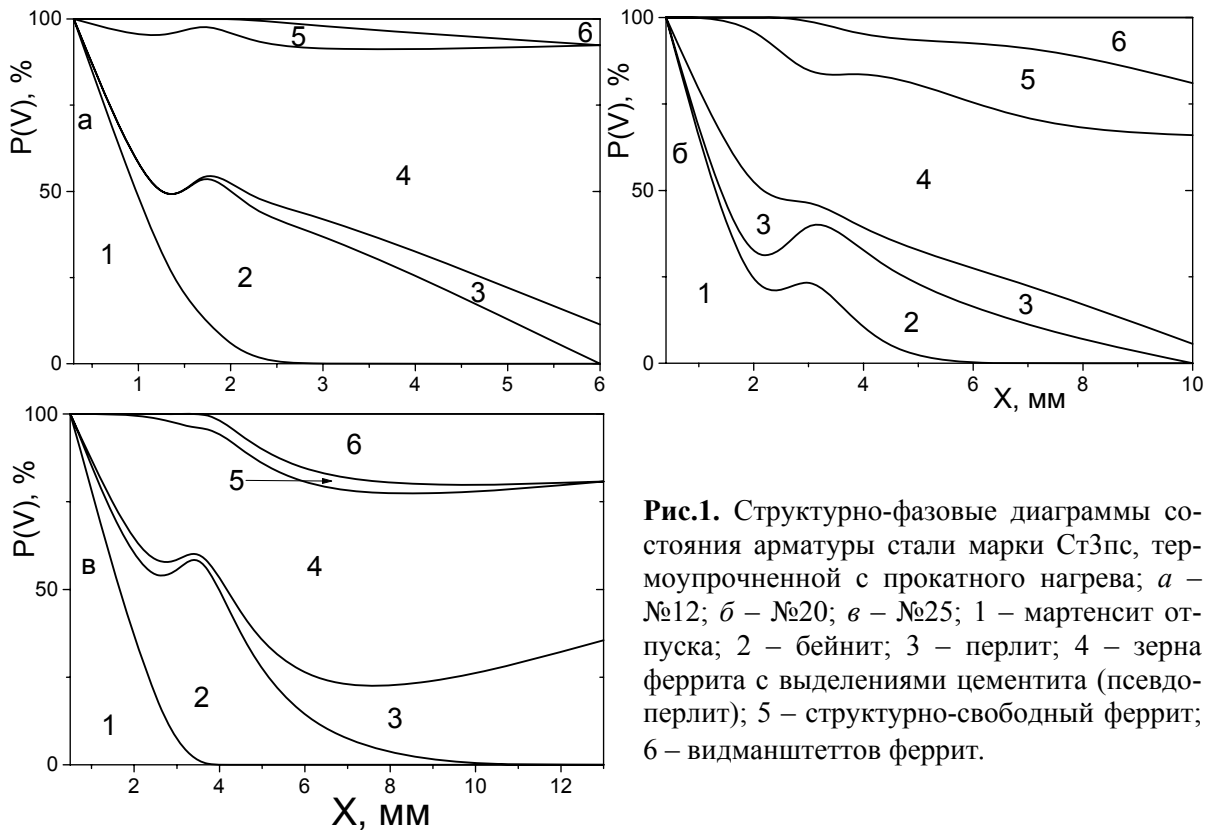 100
50
0
P(V), %
а
1
2
3
4
5
6
1 2 3 4 5 6
100
50
0
P(V), %
б
1
2
3
3
4
5
6
2 4 6 8 10
X, мм
100
50
0
P(V), %
в
1
2
3
4
5
6
2 4 6 8 10 12
X, мм
Рис.1. Структурно-фазовые диаграммы со-
стояния арматуры стали марки Ст3пс, тер-
моупрочненной с прокатного нагрева; а –
№12; б – №20; в – №25; 1 – мартенсит от-
пуска; 2 – бейнит; 3 – перлит; 4 – зерна
феррита с выделениями цементита (псевдо-
перлит); 5 – структурно-свободный феррит;
6 – видманштеттов феррит.